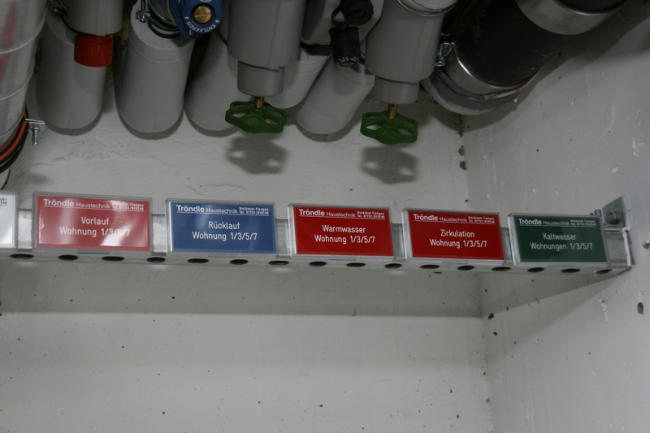 Tröndle Haustechnik
Vorlauf
Wohnung 1/3/5/7
Tröndle Haustechnik
Rücklauf
Wohnung 1/3/5/7
Tröndle Haustechnik
Warmwasser
Wohnung 1/3/5/7
Tröndle Haustechnik
Zirkulation
Wohnung 1/3/5/7
Tröndle Haustechnik
Kaltwasser
Wohnungen 1/3/5/7